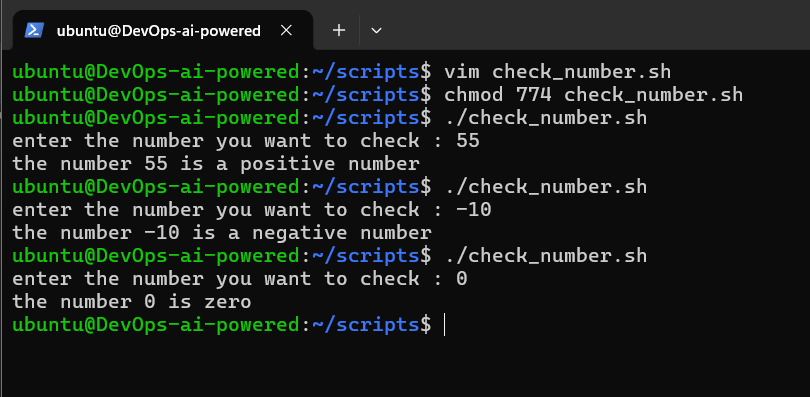 ubuntu@DevOps-ai-powered
ubuntu@DevOps-ai-powered:~/scripts$ vim check_number.sh
ubuntu@DevOps-ai-powered:~/scripts$ chmod 774 check_number.sh
ubuntu@DevOps-ai-powered:~/scripts$ ./check_number.sh
enter the number you want to check : 55
the number 55 is a positive number
ubuntu@DevOps-ai-powered:~/scripts$ ./check_number.sh
enter the number you want to check : -10
the number -10 is a negative number
ubuntu@DevOps-ai-powered:~/scripts$ ./check_number.sh
enter the number you want to check : 0
the number 0 is zero
ubuntu@DevOps-ai-powered:~/scripts$